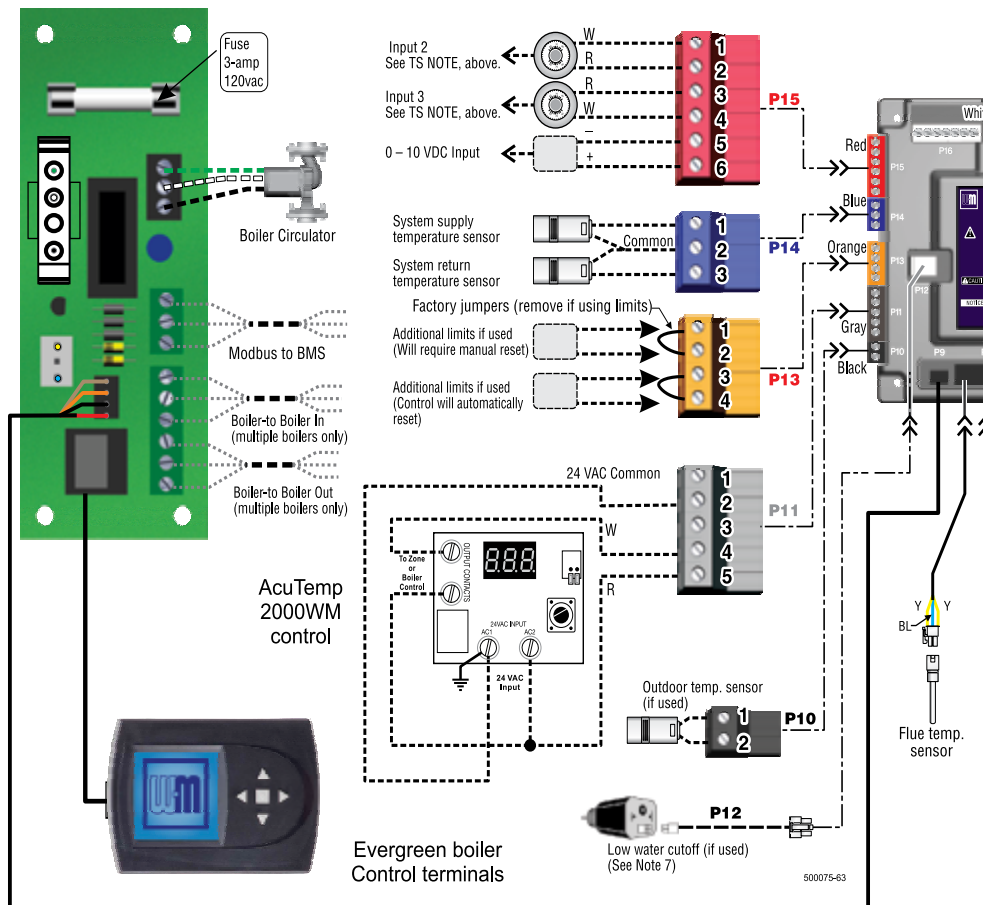 Fuse
3-amp
120vac
Boiler Circulator
Modbus to BMS
Boiler-to Boiler In
(multiple boilers only)
Boiler-to Boiler Out
(multiple boilers only)
Input 2
See TS NOTE, above.
W
R
Input 3
See TS NOTE, above.
R
W
0 – 10 VDC Input
–
+
1
2
3
4
5
6
P15
System supply
temperature sensor
Common
System return
temperature sensor
1
2
3
P14
Factory jumpers (remove if using limits)
Additional limits if used
(Will require manual reset)
Additional limits if used
(Control will automatically
reset)
1
2
3
4
P13
24 VAC Common
W
R
1
2
3
4
5
P11
To Zone
or
Boiler
Control
OUTPUT CONTACTS
8.8.8.
24VAC INPUT
AC1
AC2
24 VAC
Input
AcuTemp
2000WM
control
Outdoor temp. sensor
(if used)
1
2
P10
P12
Low water cutoff (if used)
(See Note 7)
Evergreen boiler
Control terminals
500075-63
W-M
Red
Blue
Orange
Gray
Black
P16
P15
P14
P13
P12
P11
P10
P9
WM
NOTICE
Y
Y
BL
Flue temp.
sensor